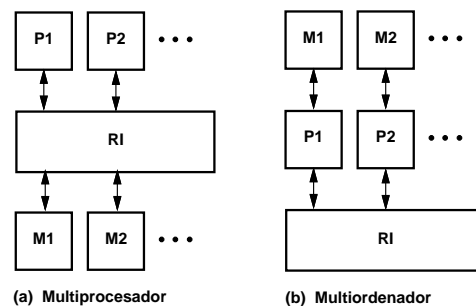 P1 P2 • • •
RI
M1 M2 • • •
(a) Multiprocesador
M1 M2 • • •
P1 P2 • • •
RI
(b) Multiordenador